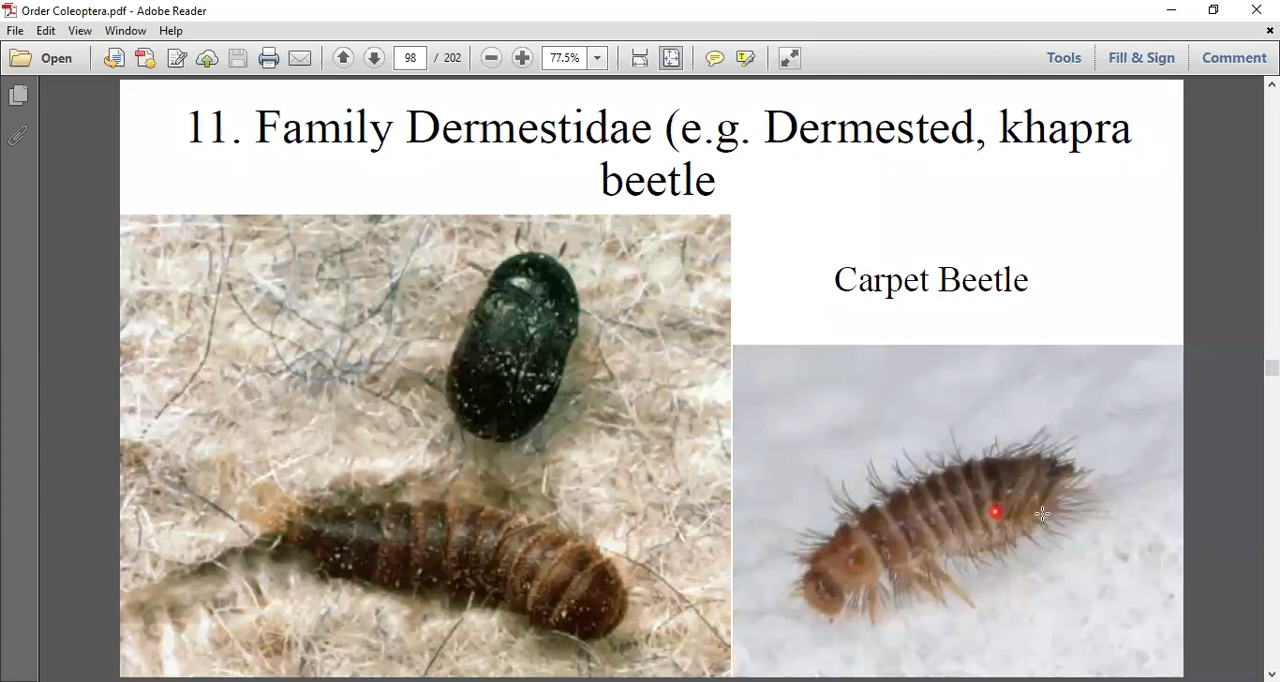 Order Coleoptera.pdf - Adobe Reader
File Edit View Window Help
Open 98 / 202 77.5% Tools Fill & Sign Comment
11. Family Dermestidae (e.g. Dermested, khapra
beetle
Carpet Beetle